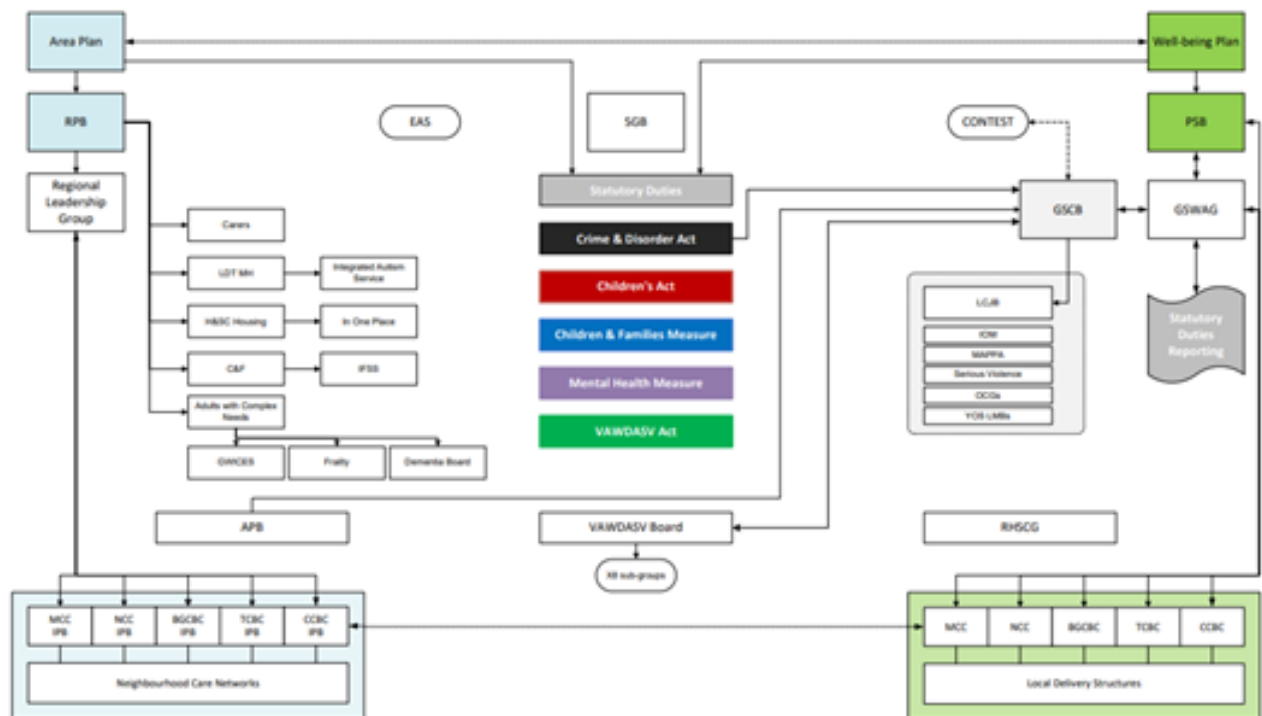 Area Plan
Well-being Plan
RPB
EAS
SGB
CONTEST
PSB
Regional
Leadership
Group
Statutory Duties
GSCB
GSWAG
Carers
Crime & Disorder Act
LDT MH
Integrated Autism
Service
Children's Act
LCJB
H&SC Housing
In One Place
Children & Families Measure
IOM
MAPPA
Serious Violence
OCGs
YOS LMBs
Statutory
Duties
Reporting
C&F
IFSS
Mental Health Measure
Adults with Complex
Needs
VAWDASV Act
GWICES
Frailty
Dementia Board
APB
VAWDASV Board
RHSCG
X8 sub-groups
MCC
IPB
NCC
IPB
BGCBC
IPB
TCBC
IPB
CCBC
IPB
MCC
NCC
BGCBC
TCBC
CCBC
Neighbourhood Care Networks
Local Delivery Structures